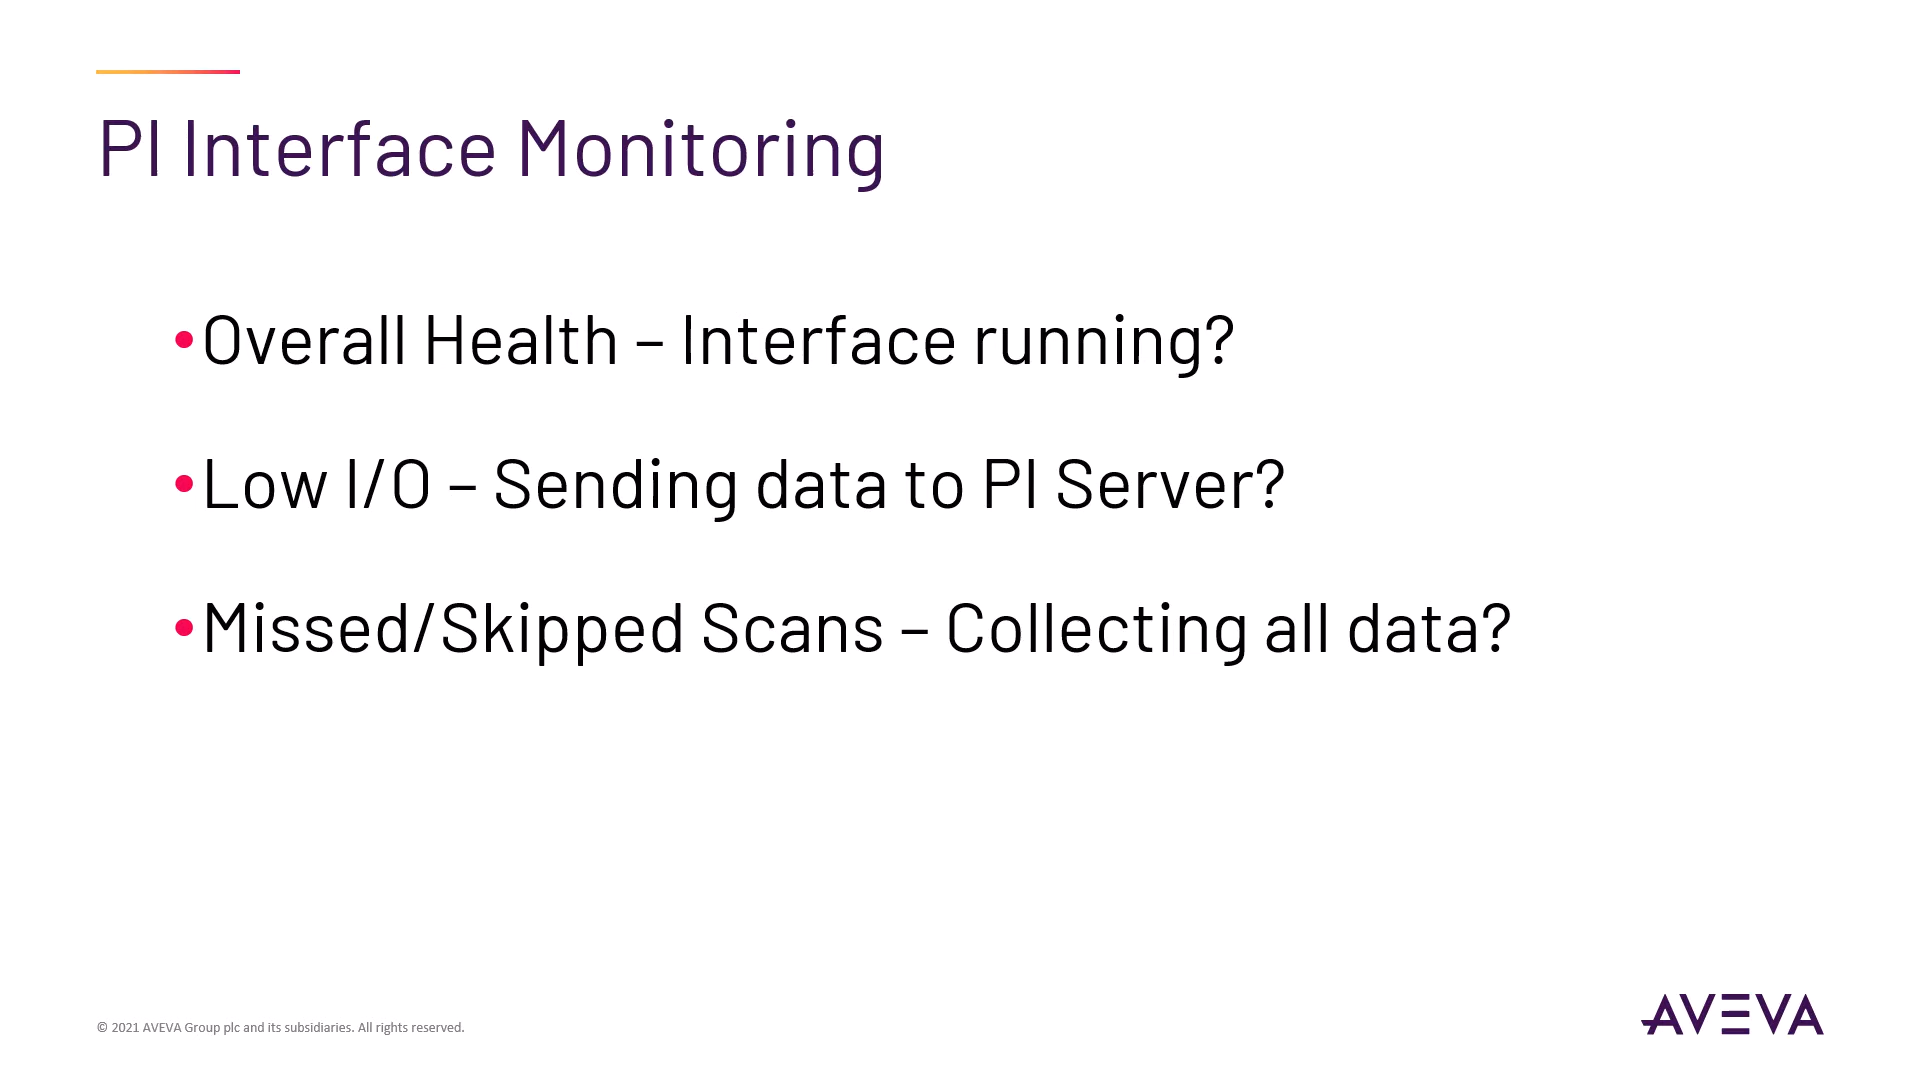 PI Interface Monitoring
•Overall Health – Interface running?
•Low I/O – Sending data to PI Server?
•Missed/Skipped Scans – Collecting all data?
© 2021 AVEVA Group plc and its subsidiaries. All rights reserved.
AVEVA